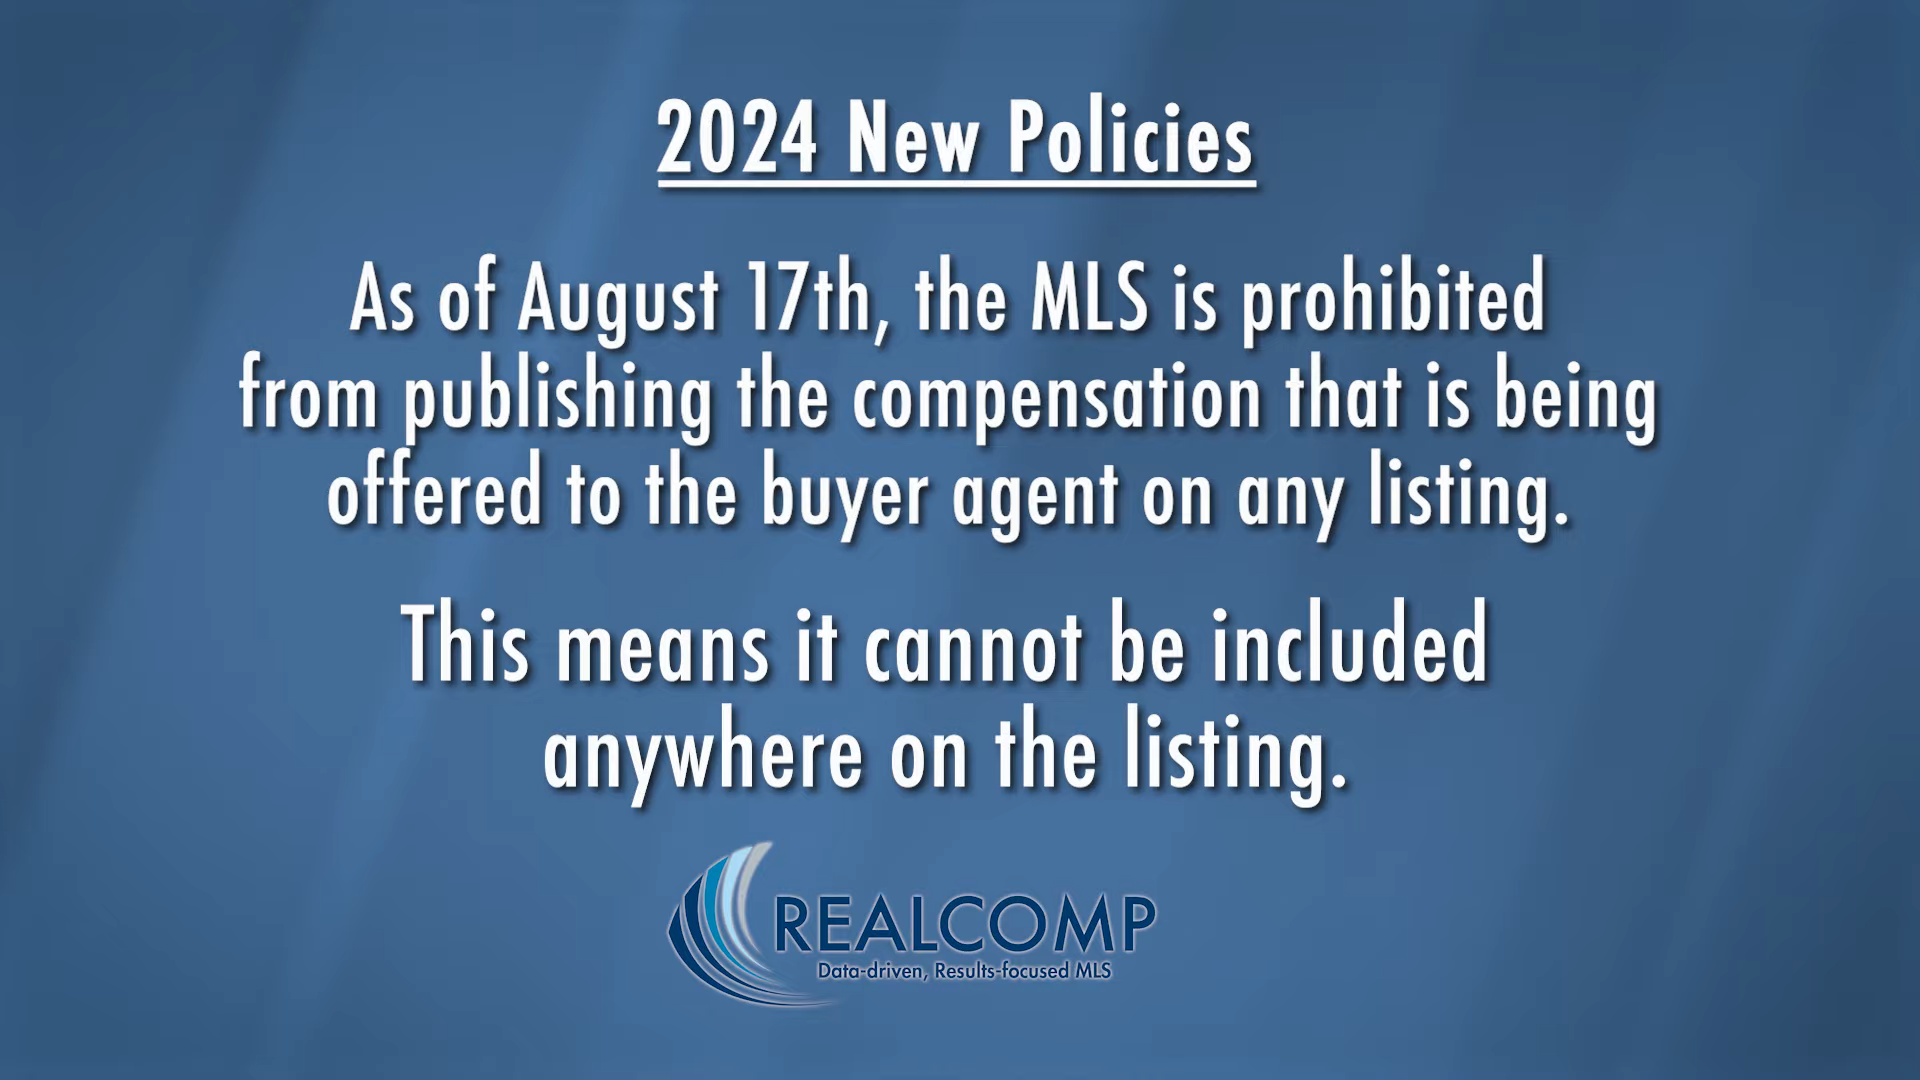 2024 New Policies
As of August 17th, the MLS is prohibited
from publishing the compensation that is being
offered to the buyer agent on any listing.
This means it cannot be included
anywhere on the listing.
REALCOMP
Data-driven, Results-focused MLS